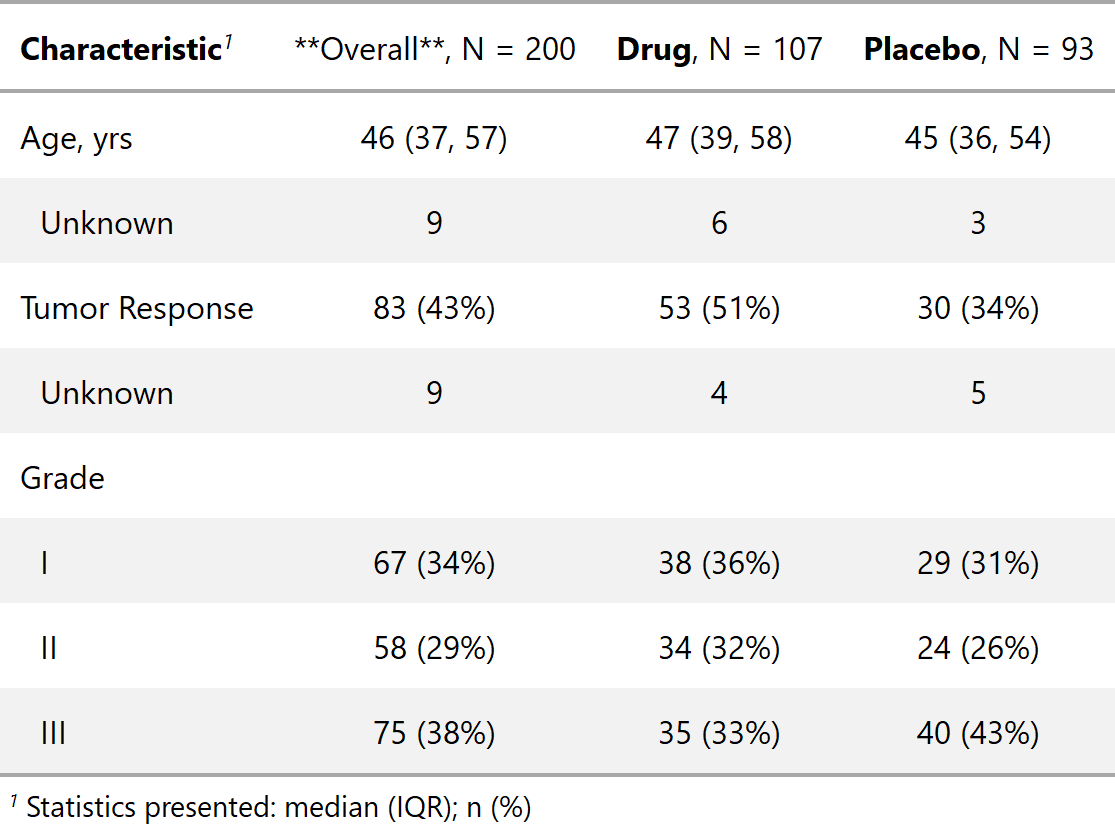 Characteristic1 **Overall**, N = 200 Drug, N = 107 Placebo, N = 93
Age, yrs 46 (37, 57) 47 (39, 58) 45 (36, 54)
Unknown 9 6 3
Tumor Response 83 (43%) 53 (51%) 30 (34%)
Unknown 9 4 5
Grade
I 67 (34%) 38 (36%) 29 (31%)
II 58 (29%) 34 (32%) 24 (26%)
III 75 (38%) 35 (33%) 40 (43%)
1 Statistics presented: median (IQR); n (%)